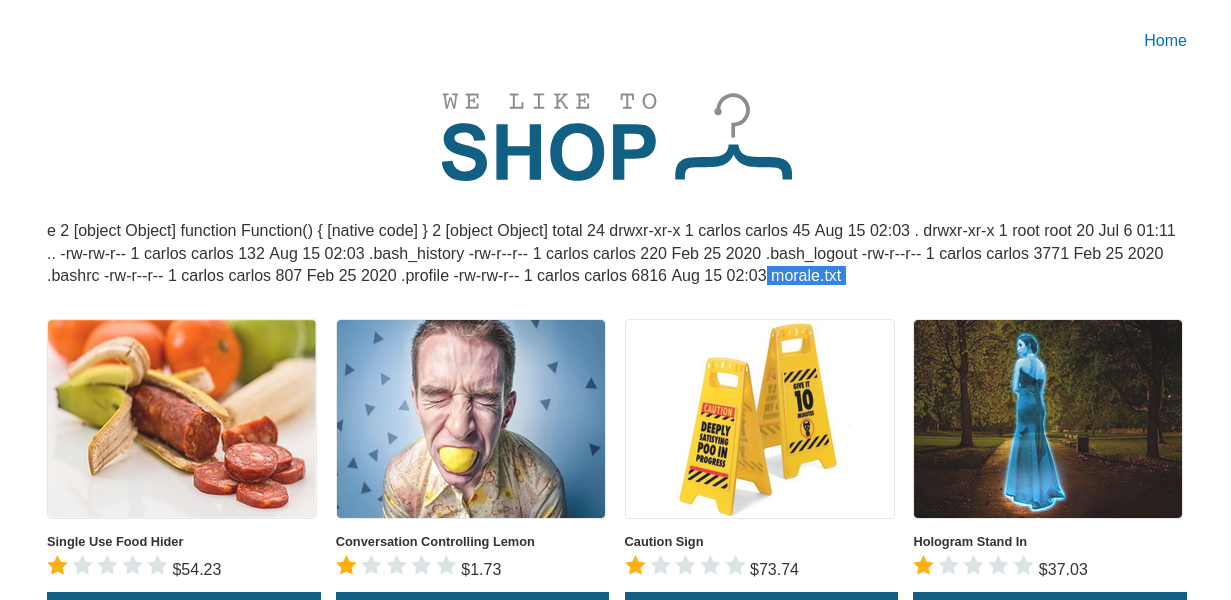 Home
WE LIKE TO
SHOP
e 2 [object Object] function Function() { [native code] } 2 [object Object] total 24 drwxr-xr-x 1 carlos carlos 45 Aug 15 02:03 . drwxr-xr-x 1 root root 20 Jul 6 01:11
.. -rw-rw-r-- 1 carlos carlos 132 Aug 15 02:03 .bash_history -rw-r--r-- 1 carlos carlos 220 Feb 25 2020 .bash_logout -rw-r--r-- 1 carlos carlos 3771 Feb 25 2020
.bashrc -rw-r--r-- 1 carlos carlos 807 Feb 25 2020 .profile -rw-rw-r-- 1 carlos carlos 6816 Aug 15 02:03 morale.txt
CAUTION
DEEPLY
SATISFYING
POO IN
PROGRESS
GIVE IT
10
MINUTES
Single Use Food Hider
Conversation Controlling Lemon
Caution Sign
Hologram Stand In
$54.23
$1.73
$73.74
$37.03